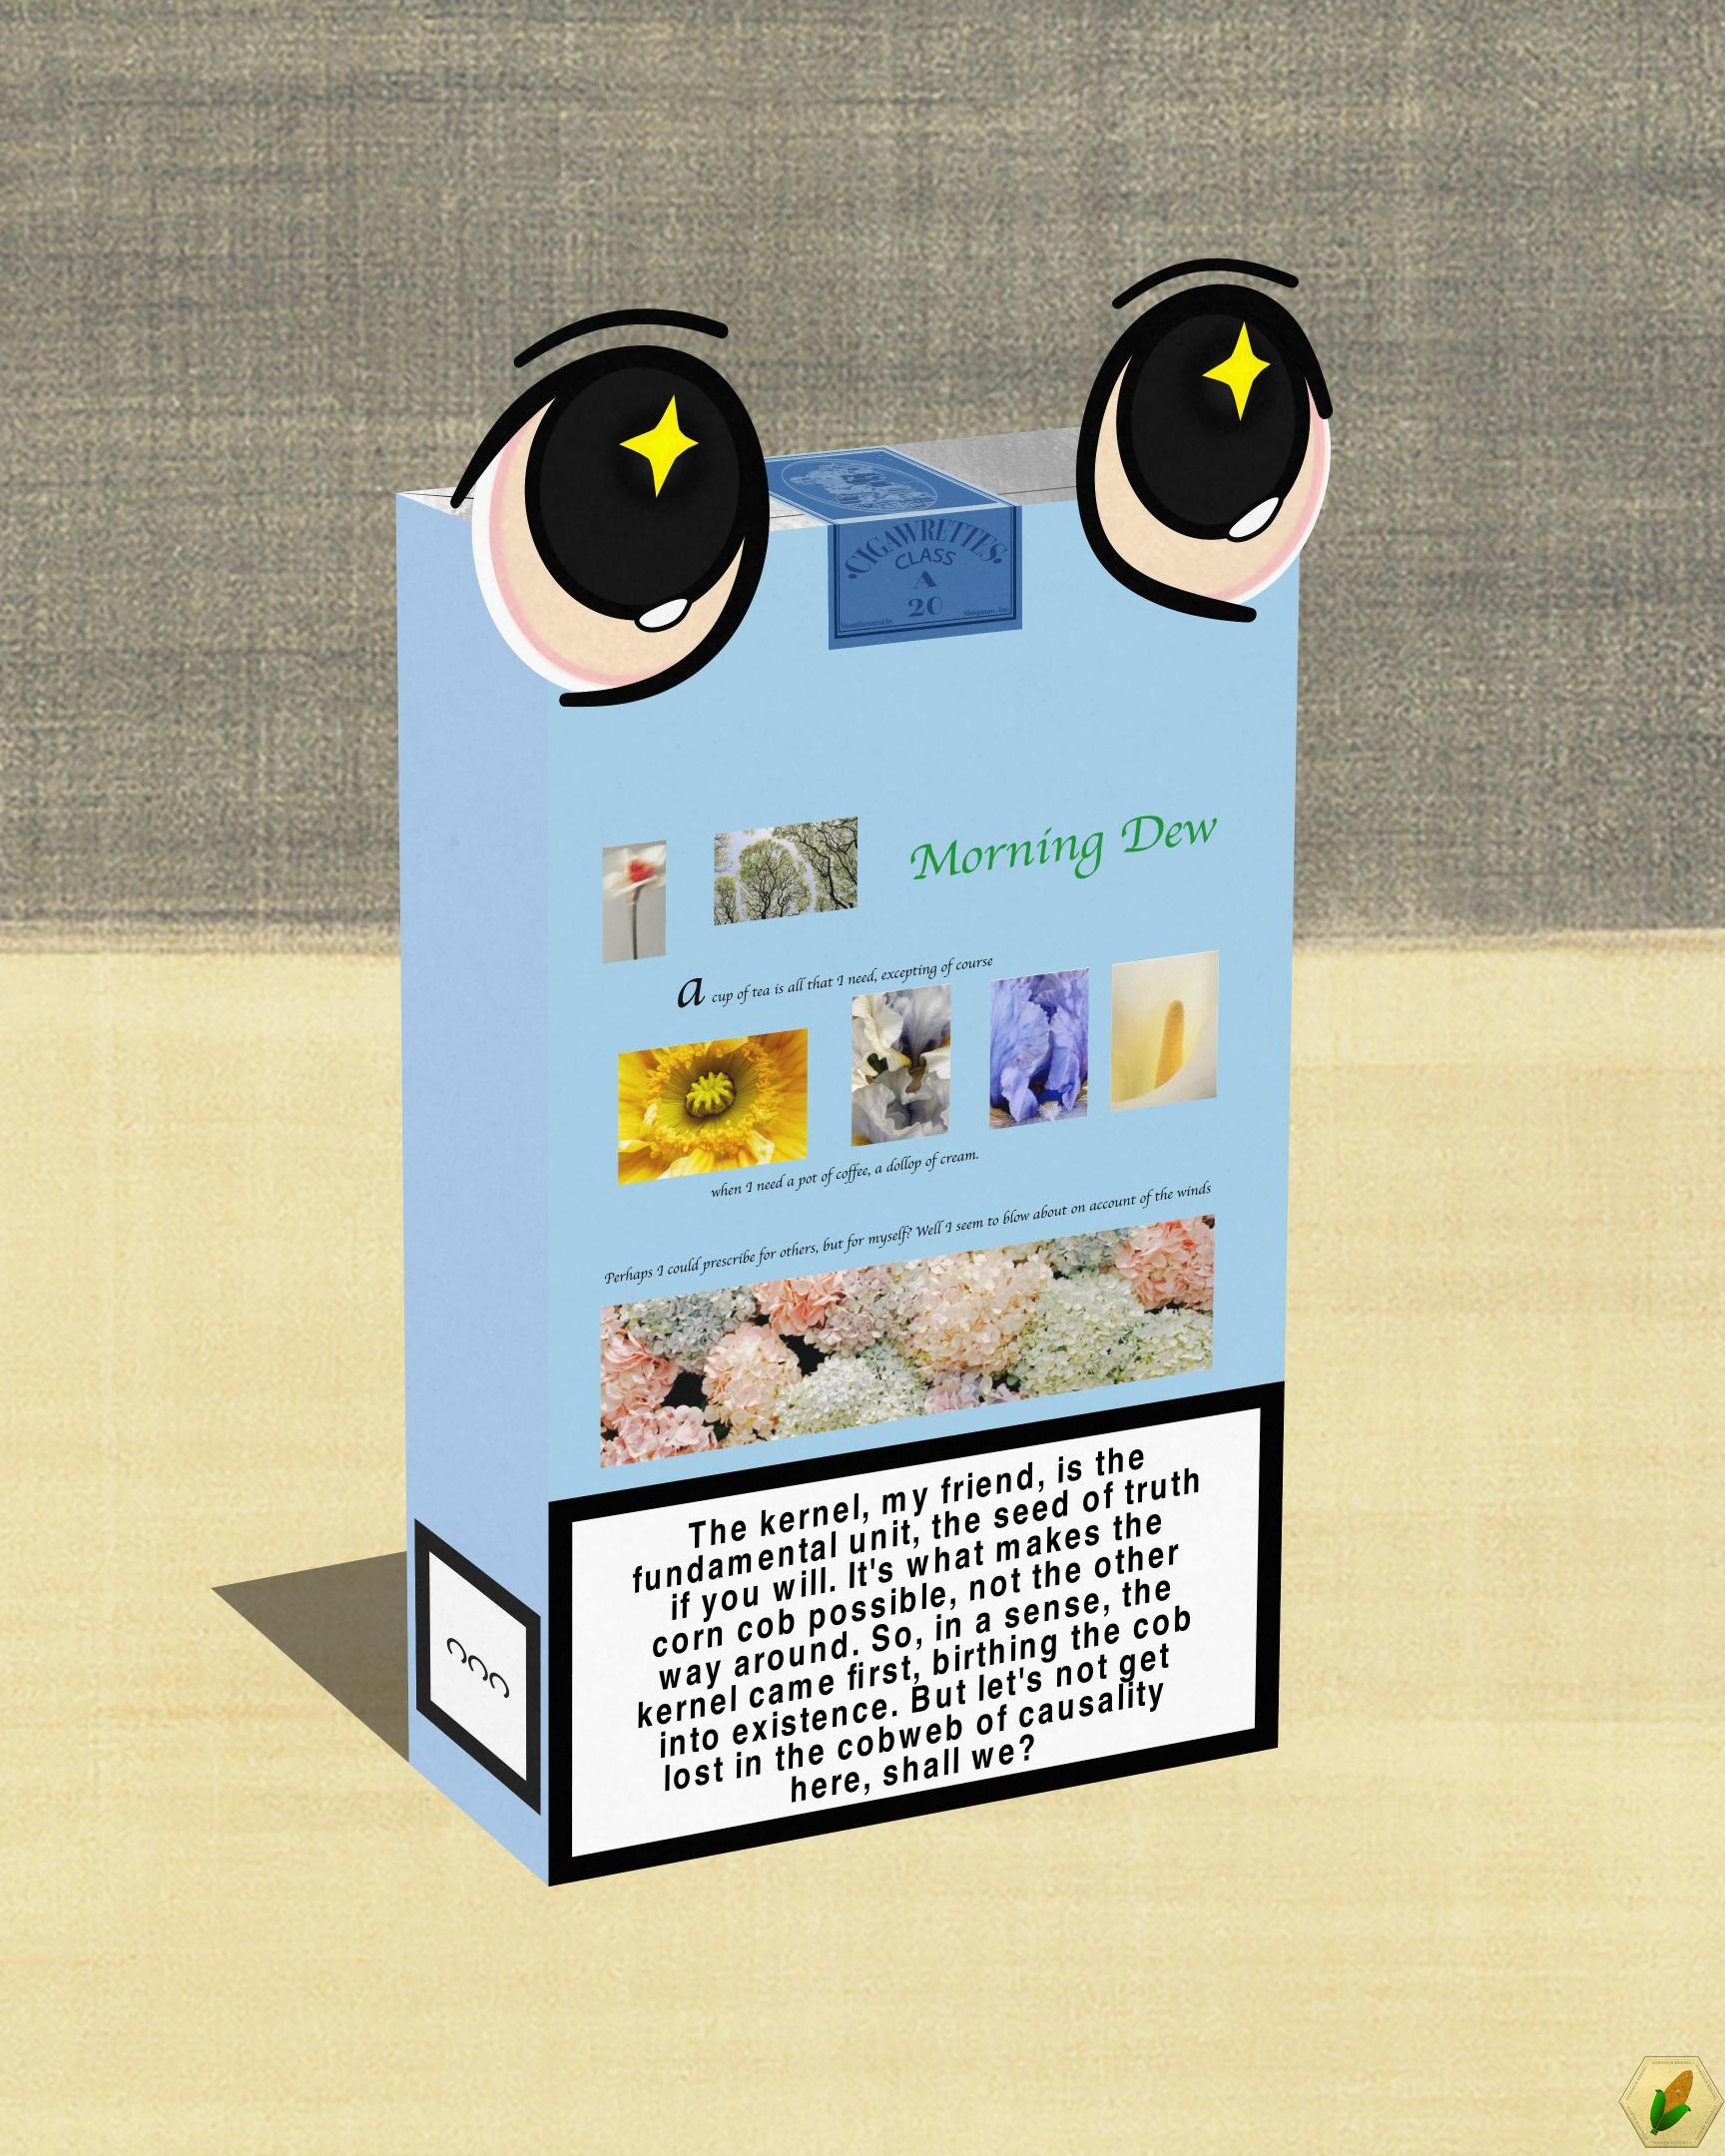 CIGAWRETTES
CLASS
A
20
Manufactured by
Morning Dew
a cup of tea is all that I need, excepting of course
when I need a pot of coffee, a dollop of cream.
Perhaps I could prescribe for others, but for myself? Well I seem to blow about on account of the winds
The kernel, my friend, is the
fundamental unit, the seed of truth
if you will. It's what makes the
corn cob possible, not the other
way around. So, in a sense, the
kernel came first, birthing the cob
into existence. But let's not get
lost in the cobweb of causality
here, shall we?